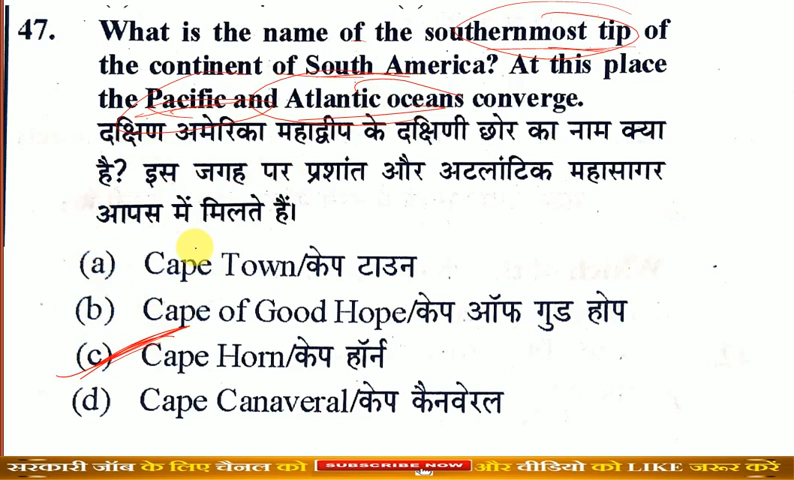 47. What is the name of the southernmost tip of
the continent of South America? At this place
the Pacific and Atlantic oceans converge.
दक्षिण अमेरिका महाद्वीप के दक्षिणी छोर का नाम क्या
है? इस जगह पर प्रशांत और अटलांटिक महासागर
आपस में मिलते हैं।
(a) Cape Town/केप टाउन
(b) Cape of Good Hope/केप ऑफ गुड होप
(c) Cape Horn/केप हॉर्न
(d) Cape Canaveral/केप कैनवेरल
सरकारी जॉब के लिए चैनल को SUBSCRIBE NOW और वीडियो को LIKE जरूर करें